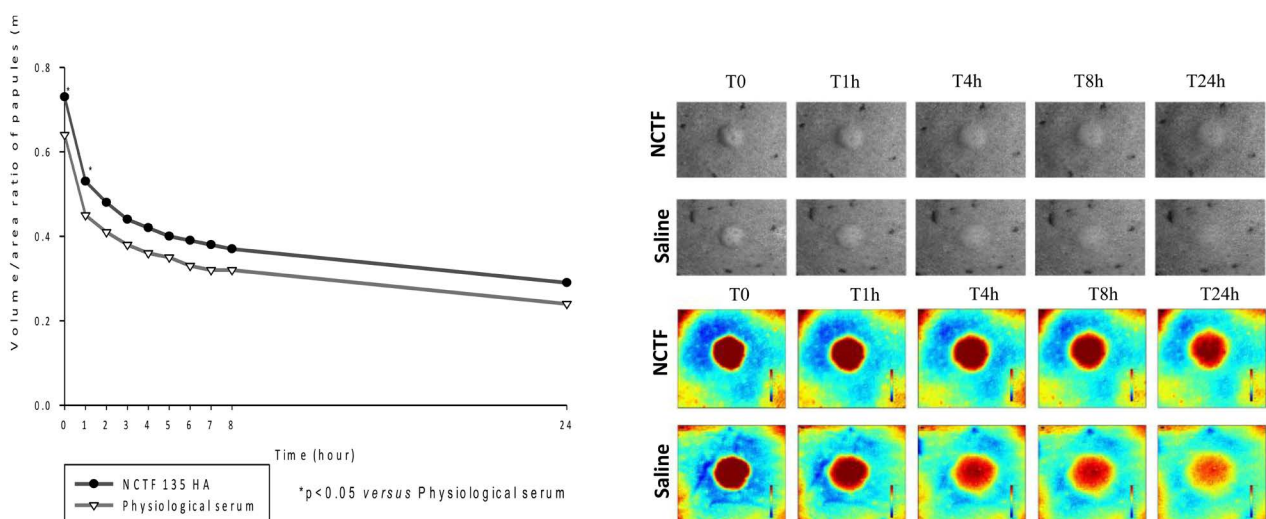 Volume/area ratio of papules (m
0.8
0.6
0.4
0.2
0.0
*
*
0 1 2 3 4 5 6 7 8 24
Time (hour)
NCTF 135 HA
Physiological serum
*p<0.05 versus Physiological serum
T0 T1h T4h T8h T24h
NCTF
Saline
T0 T1h T4h T8h T24h
NCTF
Saline